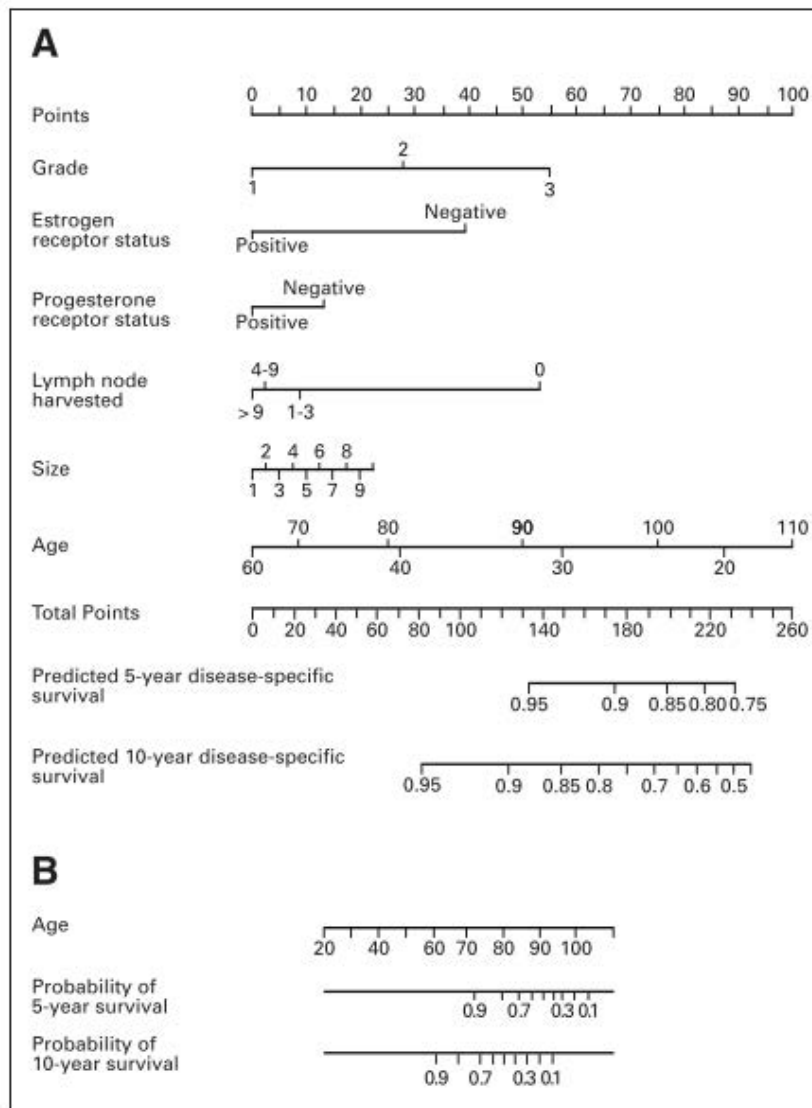 A
0 10 20 30 40 50 60 70 80 90 100
Points
2
Grade
1 3
Negative
Estrogen
receptor status
Positive
Negative
Progesterone
receptor status
Positive
4-9 0
Lymph node
harvested
>9 1-3
2 4 6 8
Size
1 3 5 7 9
70 80 90 100 110
Age
60 40 30 20
Total Points
0 20 40 60 80 100 140 180 220 260
Predicted 5-year disease-specific
survival
0.95 0.9 0.85 0.80 0.75
Predicted 10-year disease-specific
survival
0.95 0.9 0.85 0.8 0.7 0.6 0.5
B
Age
20 40 60 70 80 90 100
Probability of
5-year survival
0.9 0.7 0.3 0.1
Probability of
10-year survival
0.9 0.7 0.3 0.1